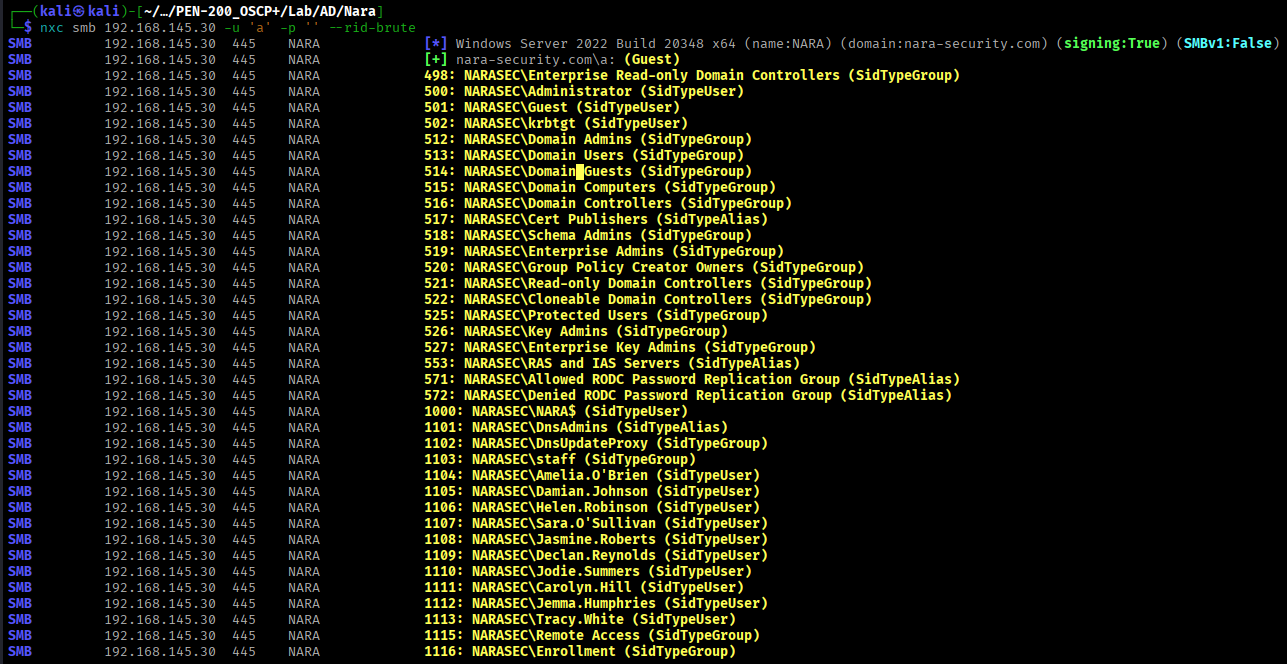 ┌──(kali㉿kali)-[~/…/PEN-200_OSCP+/Lab/AD/Nara]
└─$ nxc smb 192.168.145.30 -u 'a' -p '' --rid-brute
SMB 192.168.145.30 445 NARA [*] Windows Server 2022 Build 20348 x64 (name:NARA) (domain:nara-security.com) (signing:True) (SMBv1:False)
SMB 192.168.145.30 445 NARA [+] nara-security.com\a: (Guest)
SMB 192.168.145.30 445 NARA 498: NARASEC\Enterprise Read-only Domain Controllers (SidTypeGroup)
SMB 192.168.145.30 445 NARA 500: NARASEC\Administrator (SidTypeUser)
SMB 192.168.145.30 445 NARA 501: NARASEC\Guest (SidTypeUser)
SMB 192.168.145.30 445 NARA 502: NARASEC\krbtgt (SidTypeUser)
SMB 192.168.145.30 445 NARA 512: NARASEC\Domain Admins (SidTypeGroup)
SMB 192.168.145.30 445 NARA 513: NARASEC\Domain Users (SidTypeGroup)
SMB 192.168.145.30 445 NARA 514: NARASEC\Domain Guests (SidTypeGroup)
SMB 192.168.145.30 445 NARA 515: NARASEC\Domain Computers (SidTypeGroup)
SMB 192.168.145.30 445 NARA 516: NARASEC\Domain Controllers (SidTypeGroup)
SMB 192.168.145.30 445 NARA 517: NARASEC\Cert Publishers (SidTypeAlias)
SMB 192.168.145.30 445 NARA 518: NARASEC\Schema Admins (SidTypeGroup)
SMB 192.168.145.30 445 NARA 519: NARASEC\Enterprise Admins (SidTypeGroup)
SMB 192.168.145.30 445 NARA 520: NARASEC\Group Policy Creator Owners (SidTypeGroup)
SMB 192.168.145.30 445 NARA 521: NARASEC\Read-only Domain Controllers (SidTypeGroup)
SMB 192.168.145.30 445 NARA 522: NARASEC\Cloneable Domain Controllers (SidTypeGroup)
SMB 192.168.145.30 445 NARA 525: NARASEC\Protected Users (SidTypeGroup)
SMB 192.168.145.30 445 NARA 526: NARASEC\Key Admins (SidTypeGroup)
SMB 192.168.145.30 445 NARA 527: NARASEC\Enterprise Key Admins (SidTypeGroup)
SMB 192.168.145.30 445 NARA 553: NARASEC\RAS and IAS Servers (SidTypeAlias)
SMB 192.168.145.30 445 NARA 571: NARASEC\Allowed RODC Password Replication Group (SidTypeAlias)
SMB 192.168.145.30 445 NARA 572: NARASEC\Denied RODC Password Replication Group (SidTypeAlias)
SMB 192.168.145.30 445 NARA 1000: NARASEC\NARA$ (SidTypeUser)
SMB 192.168.145.30 445 NARA 1101: NARASEC\DnsAdmins (SidTypeAlias)
SMB 192.168.145.30 445 NARA 1102: NARASEC\DnsUpdateProxy (SidTypeGroup)
SMB 192.168.145.30 445 NARA 1103: NARASEC\staff (SidTypeGroup)
SMB 192.168.145.30 445 NARA 1104: NARASEC\Amelia.O'Brien (SidTypeUser)
SMB 192.168.145.30 445 NARA 1105: NARASEC\Damian.Johnson (SidTypeUser)
SMB 192.168.145.30 445 NARA 1106: NARASEC\Helen.Robinson (SidTypeUser)
SMB 192.168.145.30 445 NARA 1107: NARASEC\Sara.O'Sullivan (SidTypeUser)
SMB 192.168.145.30 445 NARA 1108: NARASEC\Jasmine.Roberts (SidTypeUser)
SMB 192.168.145.30 445 NARA 1109: NARASEC\Declan.Reynolds (SidTypeUser)
SMB 192.168.145.30 445 NARA 1110: NARASEC\Jodie.Summers (SidTypeUser)
SMB 192.168.145.30 445 NARA 1111: NARASEC\Carolyn.Hill (SidTypeUser)
SMB 192.168.145.30 445 NARA 1112: NARASEC\Jemma.Humphries (SidTypeUser)
SMB 192.168.145.30 445 NARA 1113: NARASEC\Tracy.White (SidTypeUser)
SMB 192.168.145.30 445 NARA 1115: NARASEC\Remote Access (SidTypeGroup)
SMB 192.168.145.30 445 NARA 1116: NARASEC\Enrollment (SidTypeGroup)